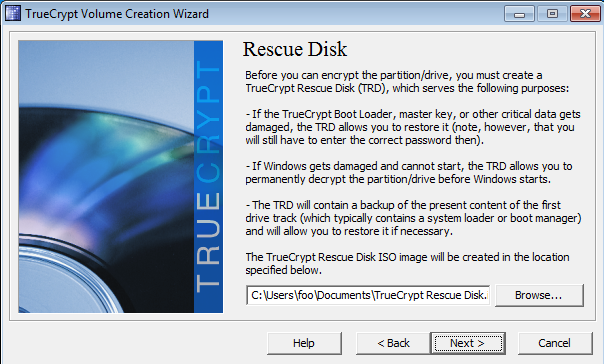 TrueCrypt Volume Creation Wizard
TRUECRYPT
Rescue Disk
Before you can encrypt the partition/drive, you must create a
TrueCrypt Rescue Disk (TRD), which serves the following purposes:
- If the TrueCrypt Boot Loader, master key, or other critical data gets
damaged, the TRD allows you to restore it (note, however, that you
will still have to enter the correct password then).
- If Windows gets damaged and cannot start, the TRD allows you to
permanently decrypt the partition/drive before Windows starts.
- The TRD will contain a backup of the present content of the first
drive track (which typically contains a system loader or boot manager)
and will allow you to restore it if necessary.
The TrueCrypt Rescue Disk ISO image will be created in the location
specified below.
C:\Users\foo\Documents\TrueCrypt Rescue Disk.
Browse...
Help
< Back
Next >
Cancel